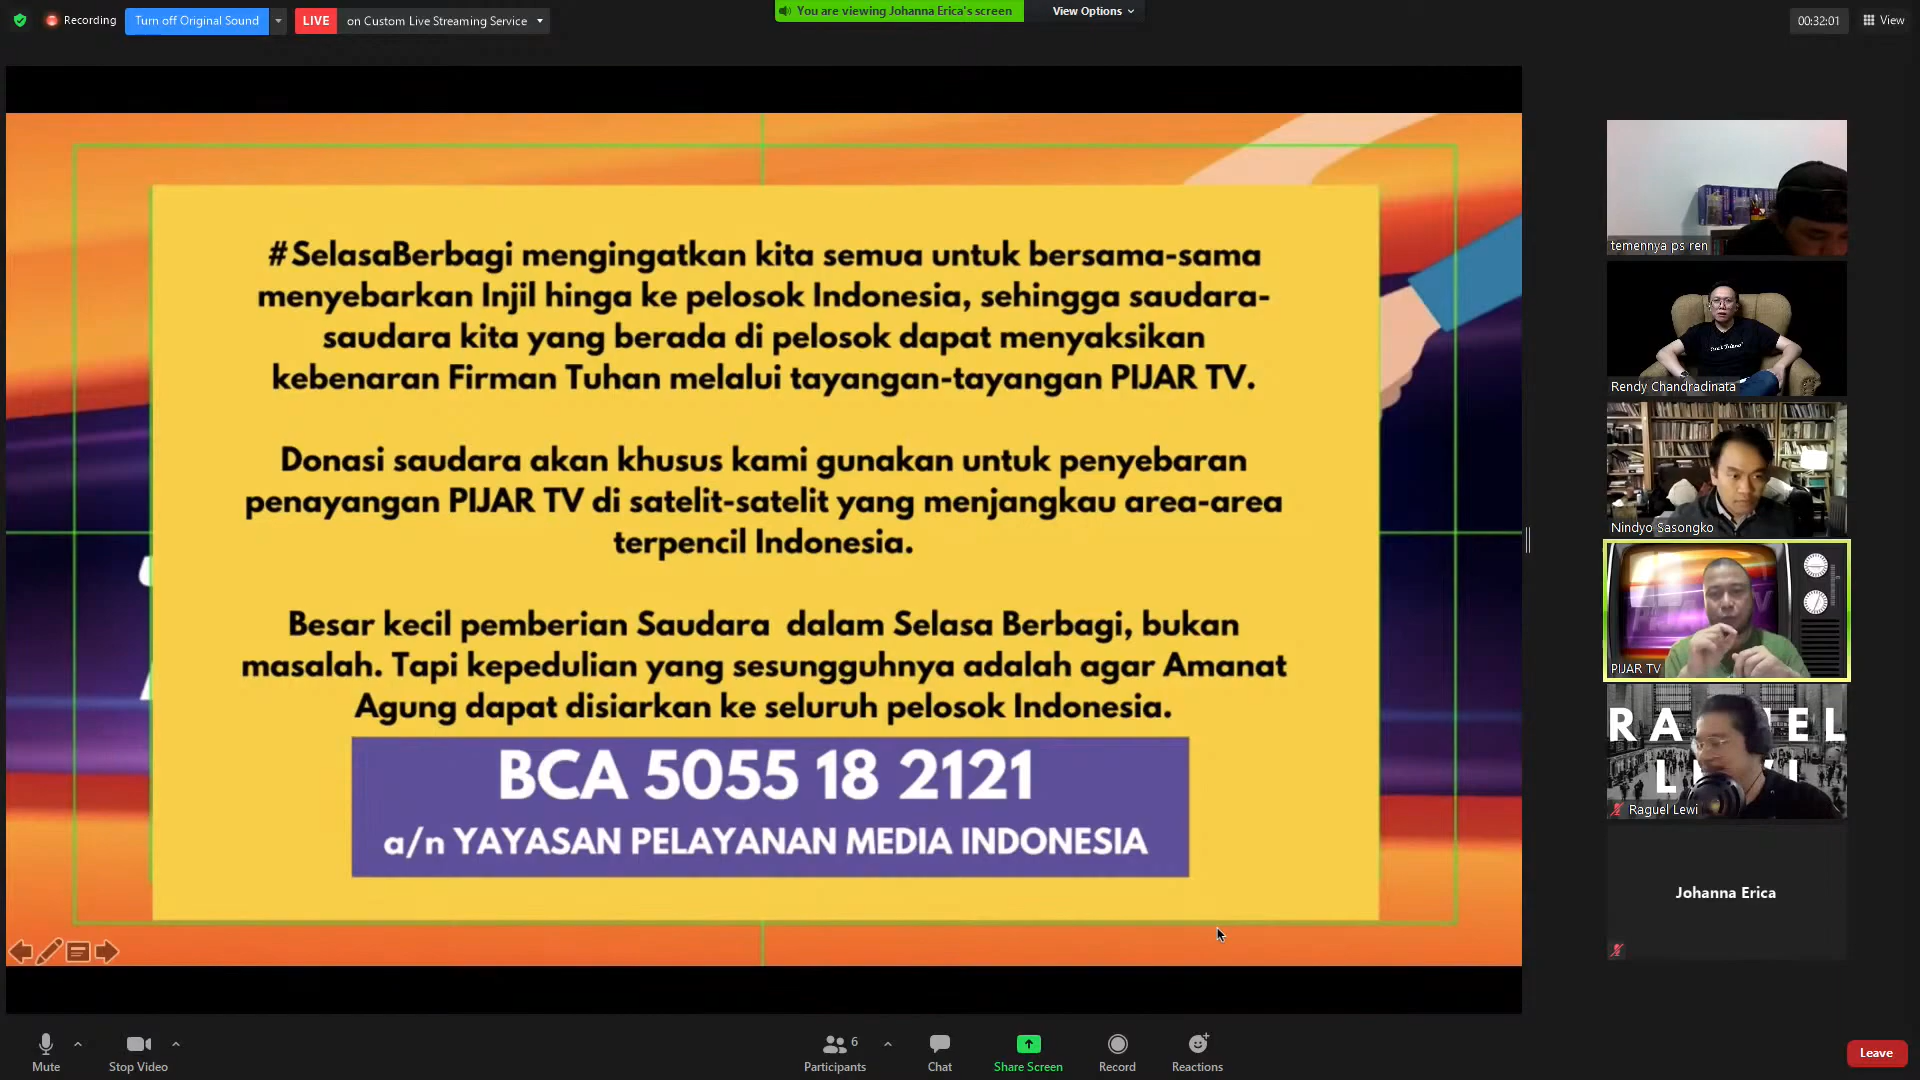 Recording
Turn off Original Sound
LIVE on Custom Live Streaming Service
You are viewing Johanna Erica's screen
View Options
00:32:01
View
#SelasaBerbagi mengingatkan kita semua untuk bersama-sama
menyebarkan Injil hinga ke pelosok Indonesia, sehingga saudara-
saudara kita yang berada di pelosok dapat menyaksikan
kebenaran Firman Tuhan melalui tayangan-tayangan PIJAR TV.
Donasi saudara akan khusus kami gunakan untuk penyebaran
penayangan PIJAR TV di satelit-satelit yang menjangkau area-area
terpencil Indonesia.
Besar kecil pemberian Saudara dalam Selasa Berbagi, bukan
masalah. Tapi kepedulian yang sesungguhnya adalah agar Amanat
Agung dapat disiarkan ke seluruh pelosok Indonesia.
BCA 5055 18 2121
a/n YAYASAN PELAYANAN MEDIA INDONESIA
temennya ps ren
Rendy Chandradinata
Nindyo Sasongko
PIJAR TV
Raguel Lewi
Johanna Erica
Mute
Stop Video
Participants 6
Chat
Share Screen
Record
Reactions
Leave